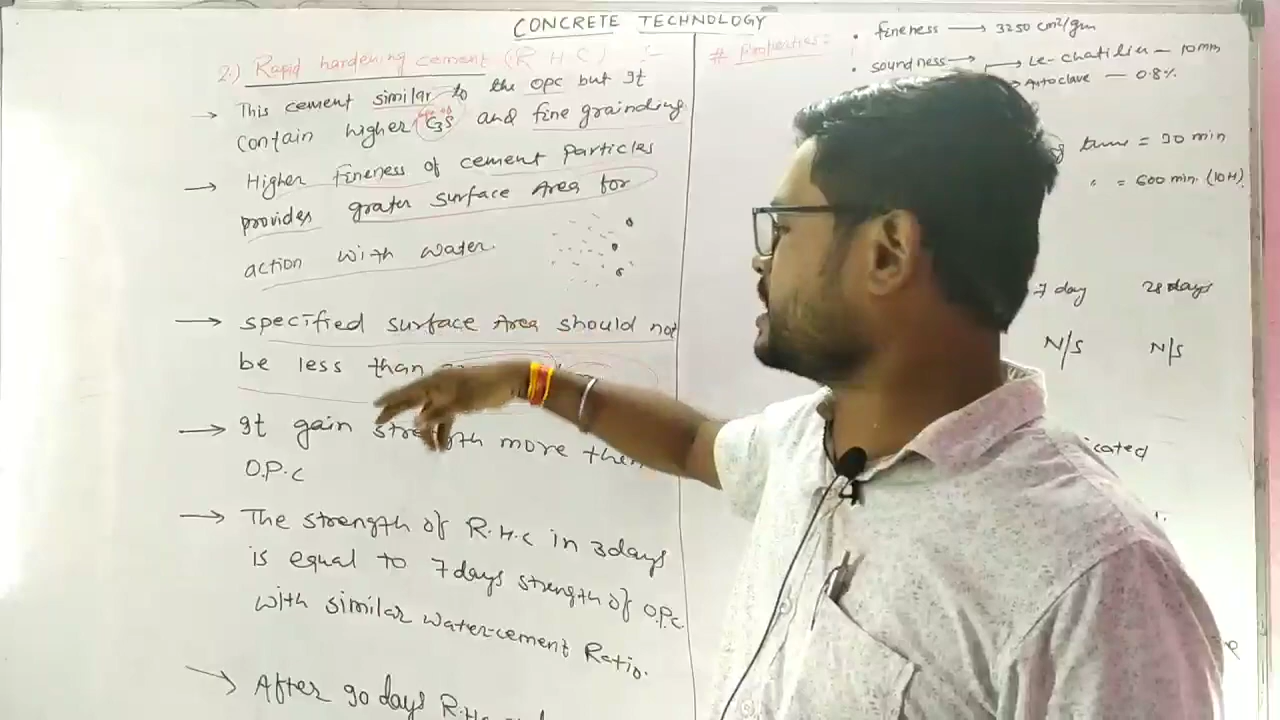 CONCRETE TECHNOLOGY
2.) Rapid hardening cement (R H C) :-
→ This cement similar to the OPC but It
contain higher C3S and fine grainding
→ Higher fineness of cement particles
provides grater surface Area for
action with water.
→ specified surface Area should not
be less than
→ It gain strength more then
O.P.C
→ The strength of R.H.C in 3days
is equal to 7days strength of O.P.C
with similar water-cement Ratio.
→ After 90 days R.H.C
# Properties:
• fineness → 3250 cm²/gm
• soundness → Le-chatilier – 10mm
Autoclave – 0.8%
time = 30 min
" = 600 min (10H).
7 day 28 days
N/S N/S
icated